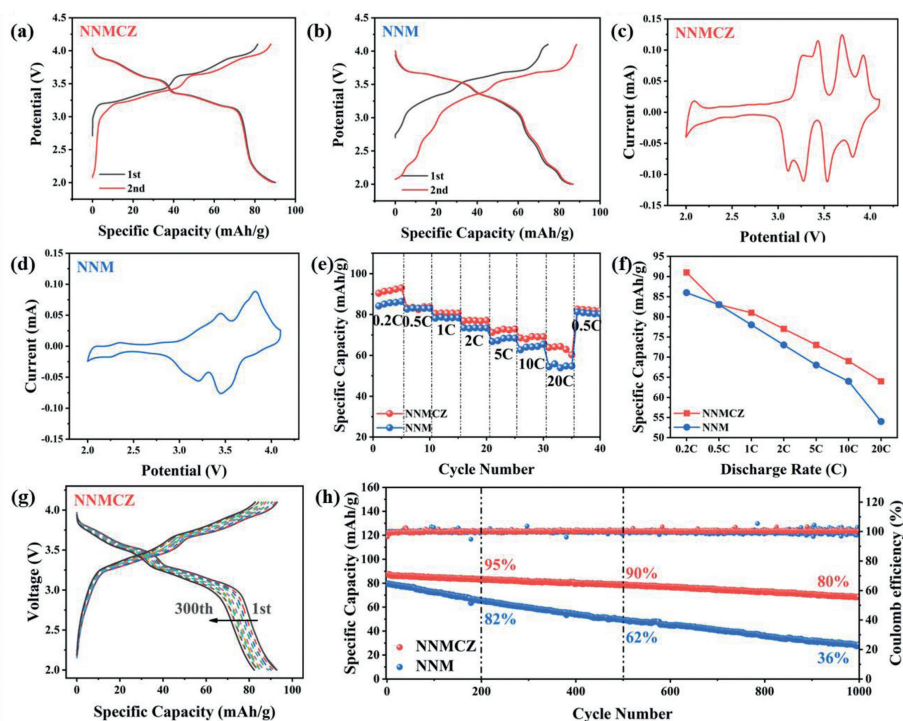 (a)
NNMCZ
Potential (V)
4.0
3.5
3.0
2.5
2.0
1st
2nd
0 20 40 60 80 100
Specific Capacity (mAh/g)
(b)
NNM
Potential (V)
4.0
3.5
3.0
2.5
2.0
1st
2nd
0 20 40 60 80 100
Specific Capacity (mAh/g)
(c)
NNMCZ
Current (mA)
0.15
0.10
0.05
0.00
-0.05
-0.10
-0.15
2.0 2.5 3.0 3.5 4.0
Potential (V)
(d)
NNM
Current (mA)
0.15
0.10
0.05
0.00
-0.05
-0.10
-0.15
2.0 2.5 3.0 3.5 4.0
Potential (V)
(e)
Specific Capacity (mAh/g)
100
80
60
40
0.2C 0.5C 1C 2C 5C 10C 20C 0.5C
NNMCZ
NNM
0 10 20 30 40
Cycle Number
(f)
Specific Capacity (mAh/g)
95
90
85
80
75
70
65
60
55
50
NNMCZ
NNM
0.2C 0.5C 1C 2C 5C 10C 20C
Discharge Rate (C)
(g)
NNMCZ
Voltage (V)
4.0
3.5
3.0
2.5
2.0
300th 1st
0 20 40 60 80 100
Specific Capacity (mAh/g)
(h)
Specific Capacity (mAh/g)
160
140
120
100
80
60
40
20
0
95% 90% 80%
82% 62% 36%
NNMCZ
NNM
0 200 400 600 800 1000
Cycle Number
120
100
80
60
40
20
0
Coulomb efficiency (%)